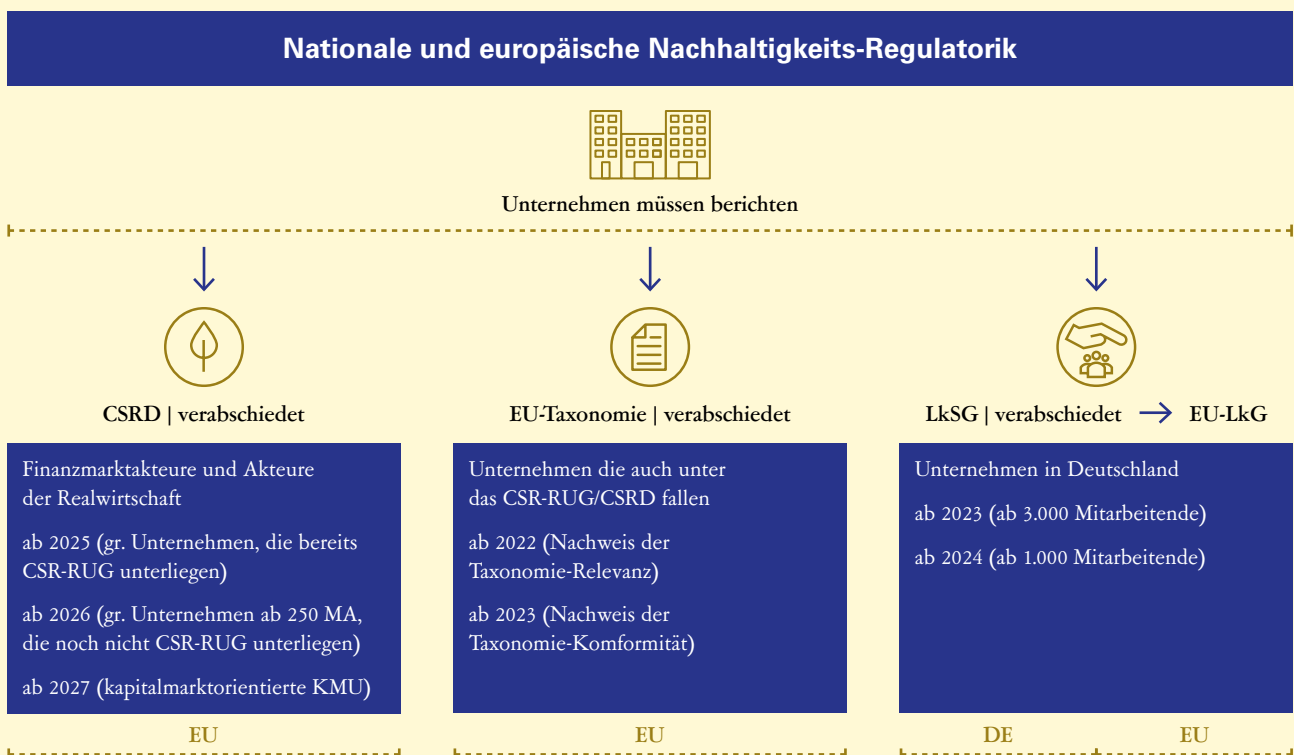 Nationale und europäische Nachhaltigkeits-Regulatorik
Unternehmen müssen berichten
CSRD | verabschiedet
Finanzmarktakteure und Akteure
der Realwirtschaft
ab 2025 (gr. Unternehmen, die bereits
CSR-RUG unterliegen)
ab 2026 (gr. Unternehmen ab 250 MA,
die noch nicht CSR-RUG unterliegen)
ab 2027 (kapitalmarktorientierte KMU)
EU
EU-Taxonomie | verabschiedet
Unternehmen die auch unter
das CSR-RUG/CSRD fallen
ab 2022 (Nachweis der
Taxonomie-Relevanz)
ab 2023 (Nachweis der
Taxonomie-Komformität)
EU
LkSG | verabschiedet → EU-LkG
Unternehmen in Deutschland
ab 2023 (ab 3.000 Mitarbeitende)
ab 2024 (ab 1.000 Mitarbeitende)
DE EU